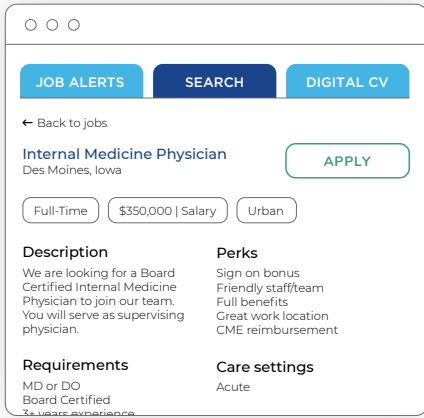 JOB ALERTS
SEARCH
DIGITAL CV
← Back to jobs
Internal Medicine Physician
Des Moines, Iowa
APPLY
Full-Time
$350,000 | Salary
Urban
Description
We are looking for a Board
Certified Internal Medicine
Physician to join our team.
You will serve as supervising
physician.
Perks
Sign on bonus
Friendly staff/team
Full benefits
Great work location
CME reimbursement
Requirements
MD or DO
Board Certified
3+ years experience
Care settings
Acute